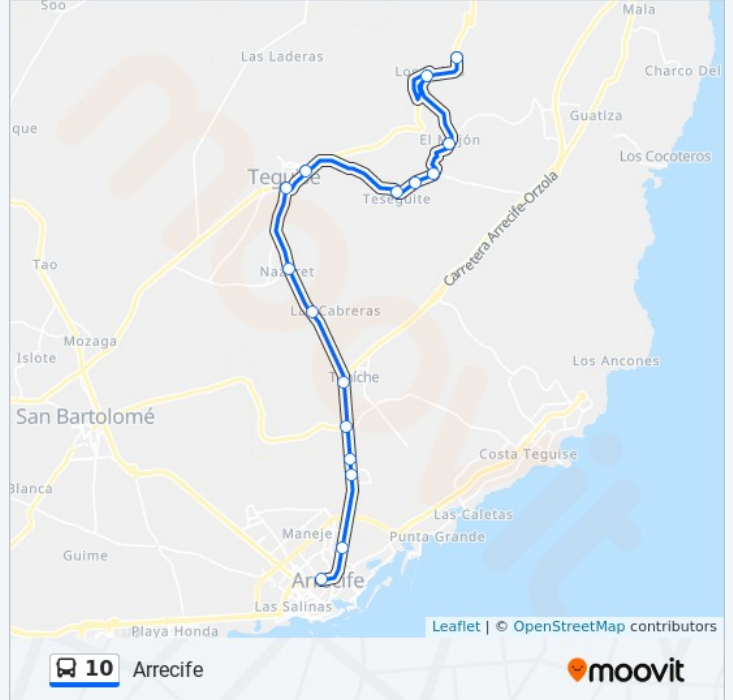 Soo
Mala
Las Laderas
Charco Del
que
Guatiza
El Mojón
Los Cocoteros
Teguise
Teseguite
Carretera Arrecife-Orzola
Tao
Nazaret
Las Cabreras
Mozaga
Islote
Los Ancones
Tahíche
San Bartolomé
Costa Teguise
Blanca
Las Caletas
Maneje
Punta Grande
Guime
Arrecife
Las Salinas
Playa Honda
Leaflet | © OpenStreetMap contributors
10 Arrecife
moovit